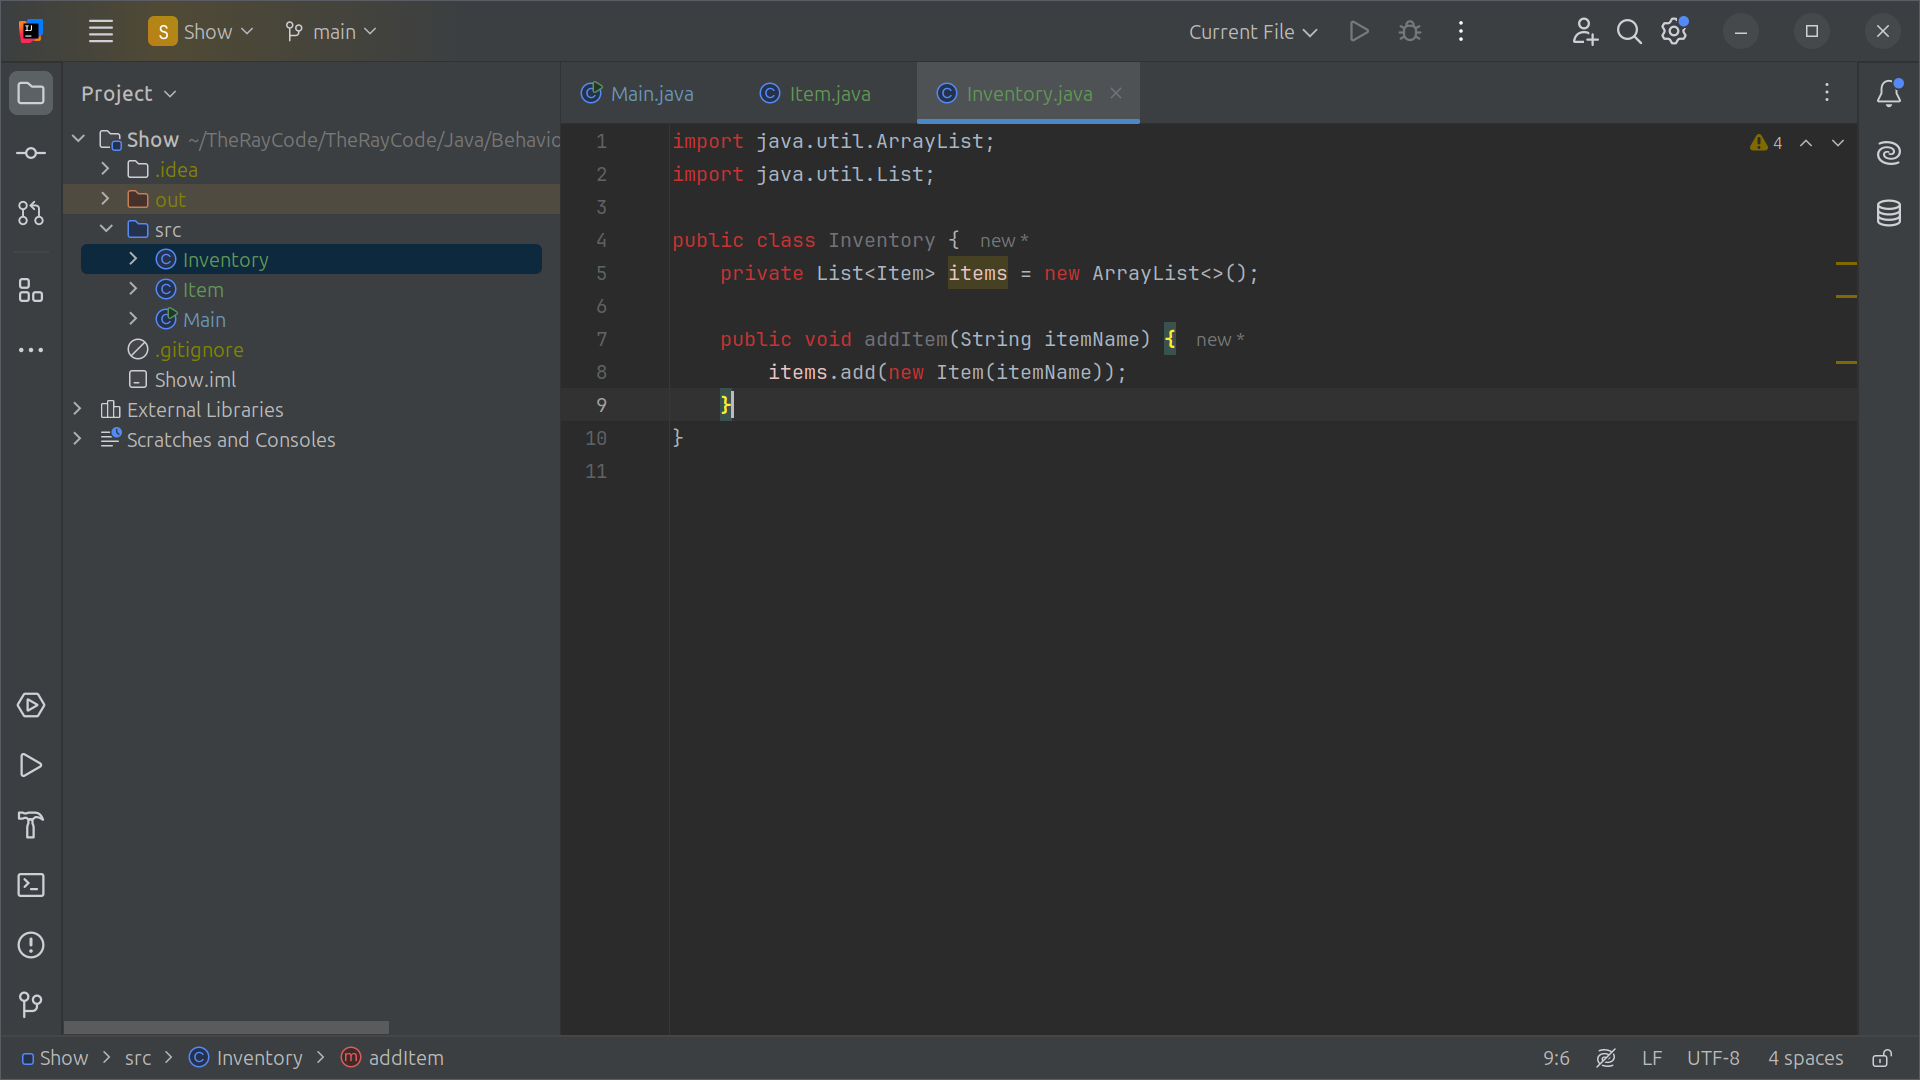 S Show main Current File
Project
Main.java Item.java Inventory.java
Show ~/TheRayCode/TheRayCode/Java/Behavio
.idea
out
src
Inventory
Item
Main
.gitignore
Show.iml
External Libraries
Scratches and Consoles
4
1 import java.util.ArrayList;
2 import java.util.List;
3
4 public class Inventory { new *
5 private List<Item> items = new ArrayList<>();
6
7 public void addItem(String itemName) { new *
8 items.add(new Item(itemName));
9 }
10 }
11
Show > src > Inventory > addItem
9:6 LF UTF-8 4 spaces